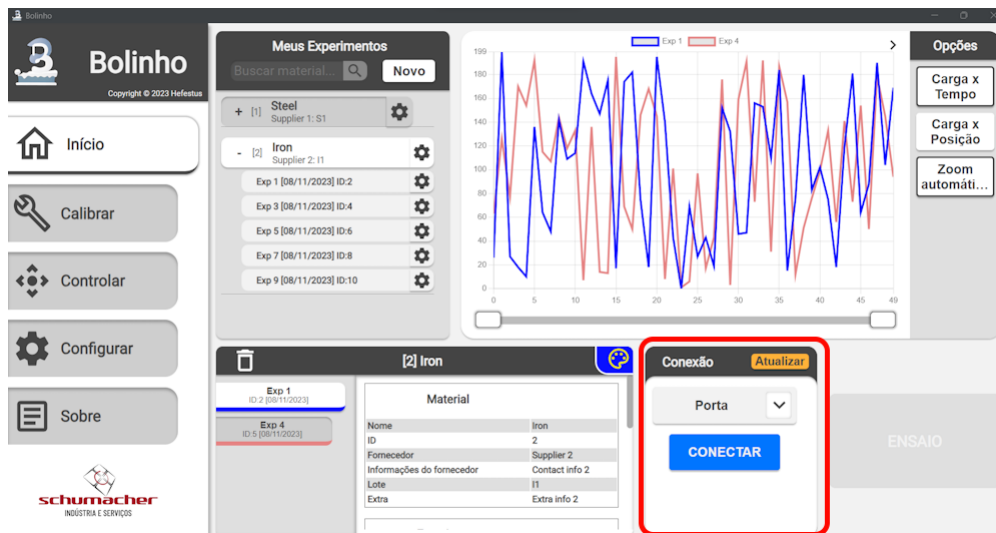 Bolinho
Bolinho
Copyright © 2023 Hefestus
Início
Calibrar
Controlar
Configurar
Sobre
schumacher
INDÚSTRIA E SERVIÇOS
Meus Experimentos
Buscar material...
Novo
+ [1] Steel
Supplier 1: S1
- [2] Iron
Supplier 2: I1
Exp 1 [08/11/2023] ID:2
Exp 3 [08/11/2023] ID:4
Exp 5 [08/11/2023] ID:6
Exp 7 [08/11/2023] ID:8
Exp 9 [08/11/2023] ID:10
Exp 1 Exp 4
199
180
160
140
120
100
80
60
40
20
0
0 5 10 15 20 25 30 35 40 45 49
Opções
Carga x
Tempo
Carga x
Posição
Zoom
automáti...
[2] Iron
Exp 1
ID:2 [08/11/2023]
Exp 4
ID:5 [08/11/2023]
Material
Nome Iron
ID 2
Fornecedor Supplier 2
Informações do fornecedor Contact info 2
Lote I1
Extra Extra info 2
Conexão Atualizar
Porta
CONECTAR
ENSAIO